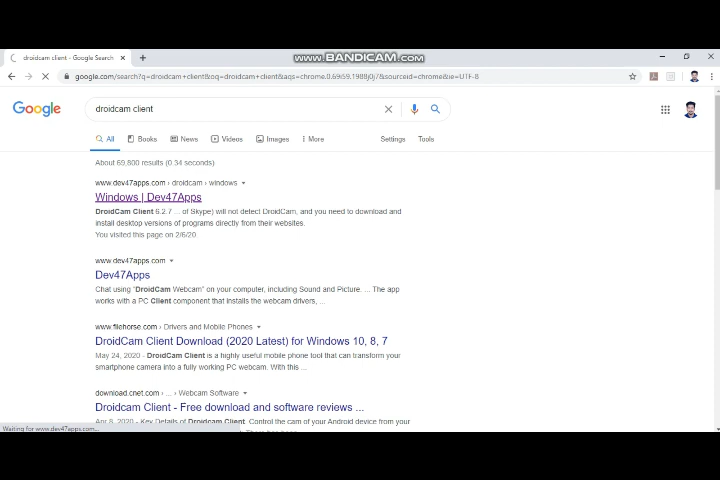 www.BANDICAM.com
droidcam client - Google Search
google.com/search?q=droidcam+client&oq=droidcam+client&aqs=chrome.0.69i59.1988j0j7&sourceid=chrome&ie=UTF-8
Google
droidcam client
All Books News Videos Images More Settings Tools
About 69,800 results (0.34 seconds)
www.dev47apps.com › droidcam › windows
Windows | Dev47Apps
DroidCam Client 6.2.7 ... of Skype) will not detect DroidCam, and you need to download and
install desktop versions of programs directly from their websites.
You visited this page on 2/6/20.
www.dev47apps.com
Dev47Apps
Chat using "DroidCam Webcam" on your computer, including Sound and Picture. ... The app
works with a PC Client component that installs the webcam drivers, ...
www.filehorse.com › Drivers and Mobile Phones
DroidCam Client Download (2020 Latest) for Windows 10, 8, 7
May 24, 2020 - DroidCam Client is a highly useful mobile phone tool that can transform your
smartphone camera into a fully working PC webcam. With this ...
download.cnet.com › ... › Webcam Software
Droidcam Client - Free download and software reviews ...
Apr 8, 2020 - Key Details of Droidcam Client. Control the cam of your Android device from your
Waiting for www.dev47apps.com...